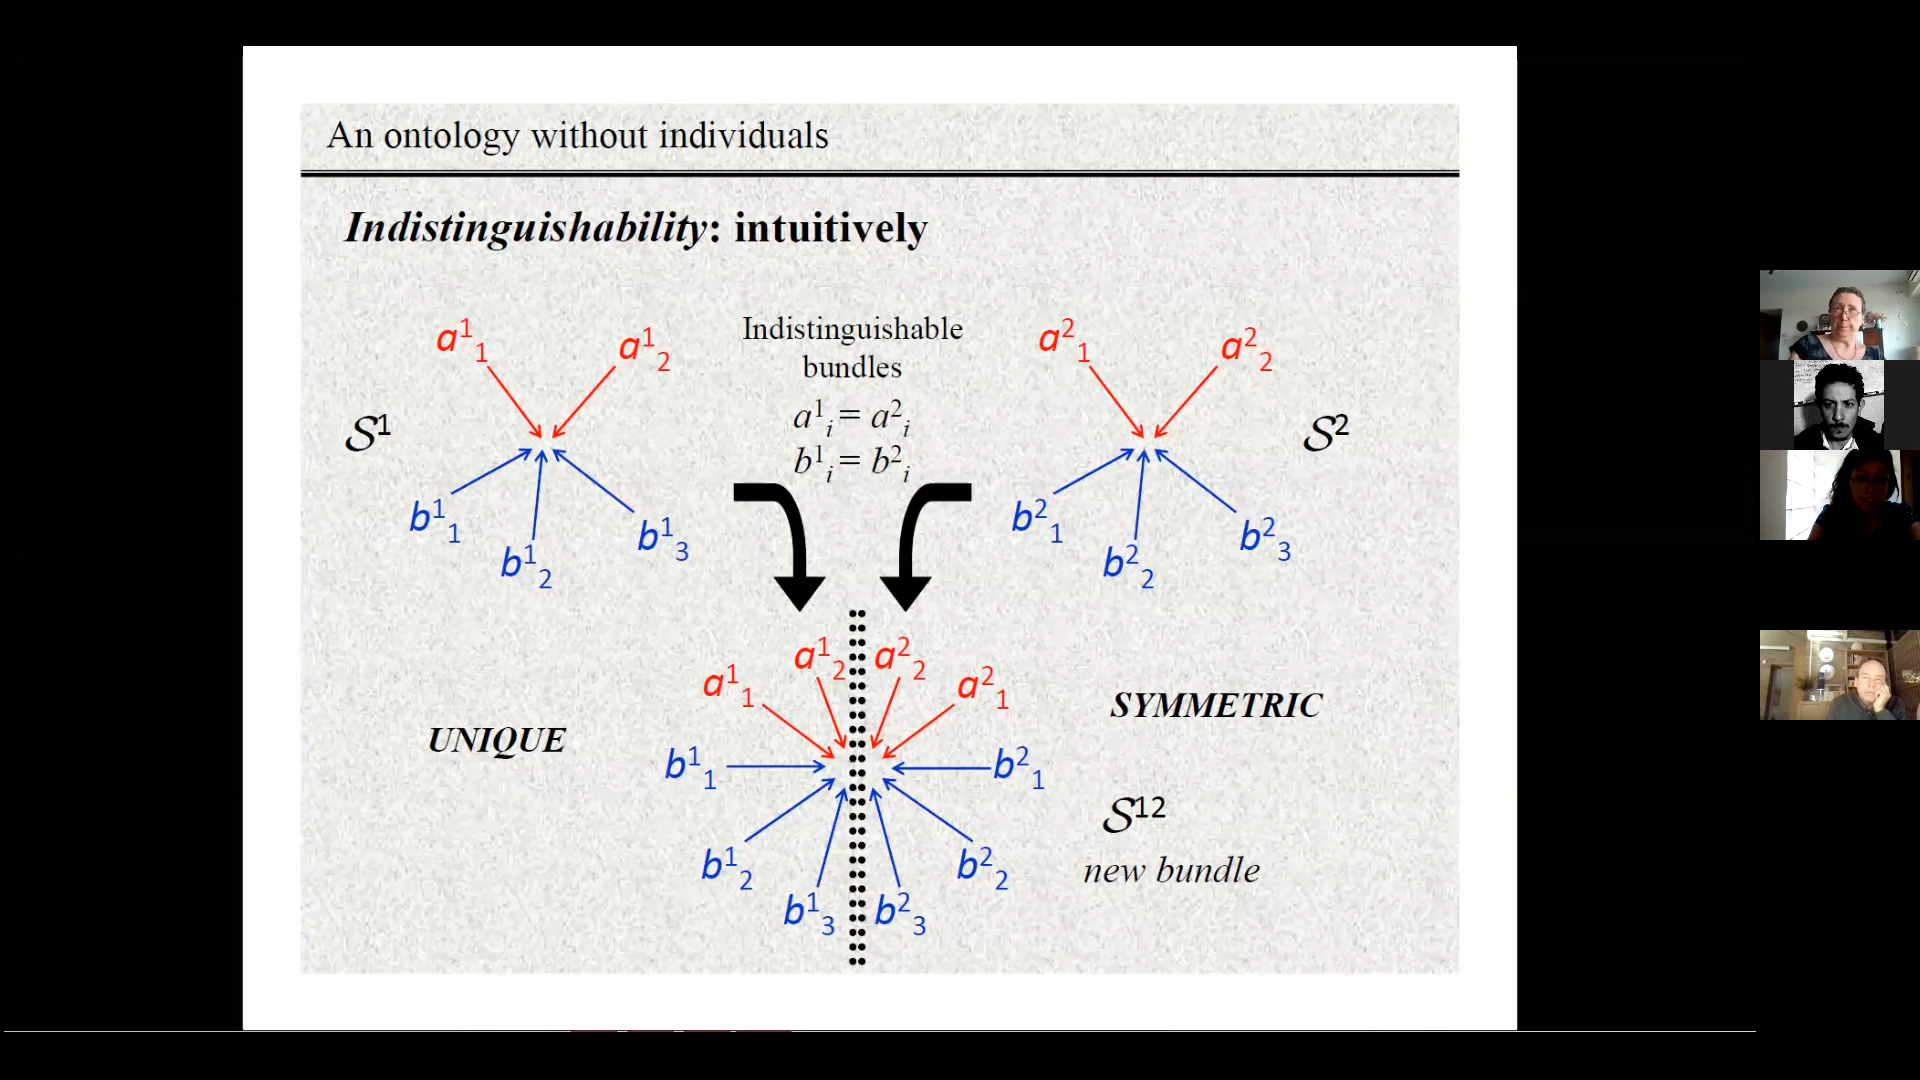 An ontology without individuals
Indistinguishability: intuitively
a¹₁ a¹₂
Indistinguishable
bundles
a¹ᵢ = a²ᵢ
b¹ᵢ = b²ᵢ
a²₁ a²₂
𝒮¹
𝒮²
b¹₁ b¹₂ b¹₃
b²₁ b²₂ b²₃
a¹₁ a¹₂ a²₂ a²₁
UNIQUE
SYMMETRIC
b¹₁ b²₁
𝒮¹²
new bundle
b¹₂ b²₂
b¹₃ b²₃